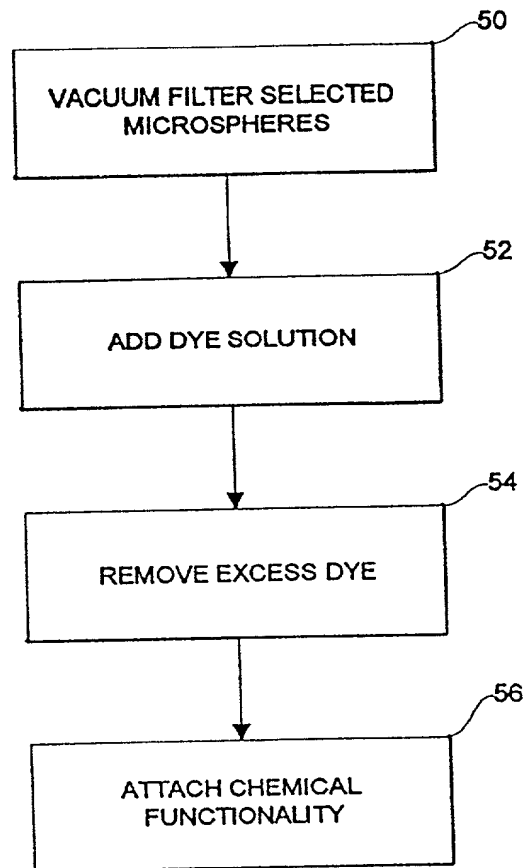 50
VACUUM FILTER SELECTED
MICROSPHERES
52
ADD DYE SOLUTION
54
REMOVE EXCESS DYE
56
ATTACH CHEMICAL
FUNCTIONALITY